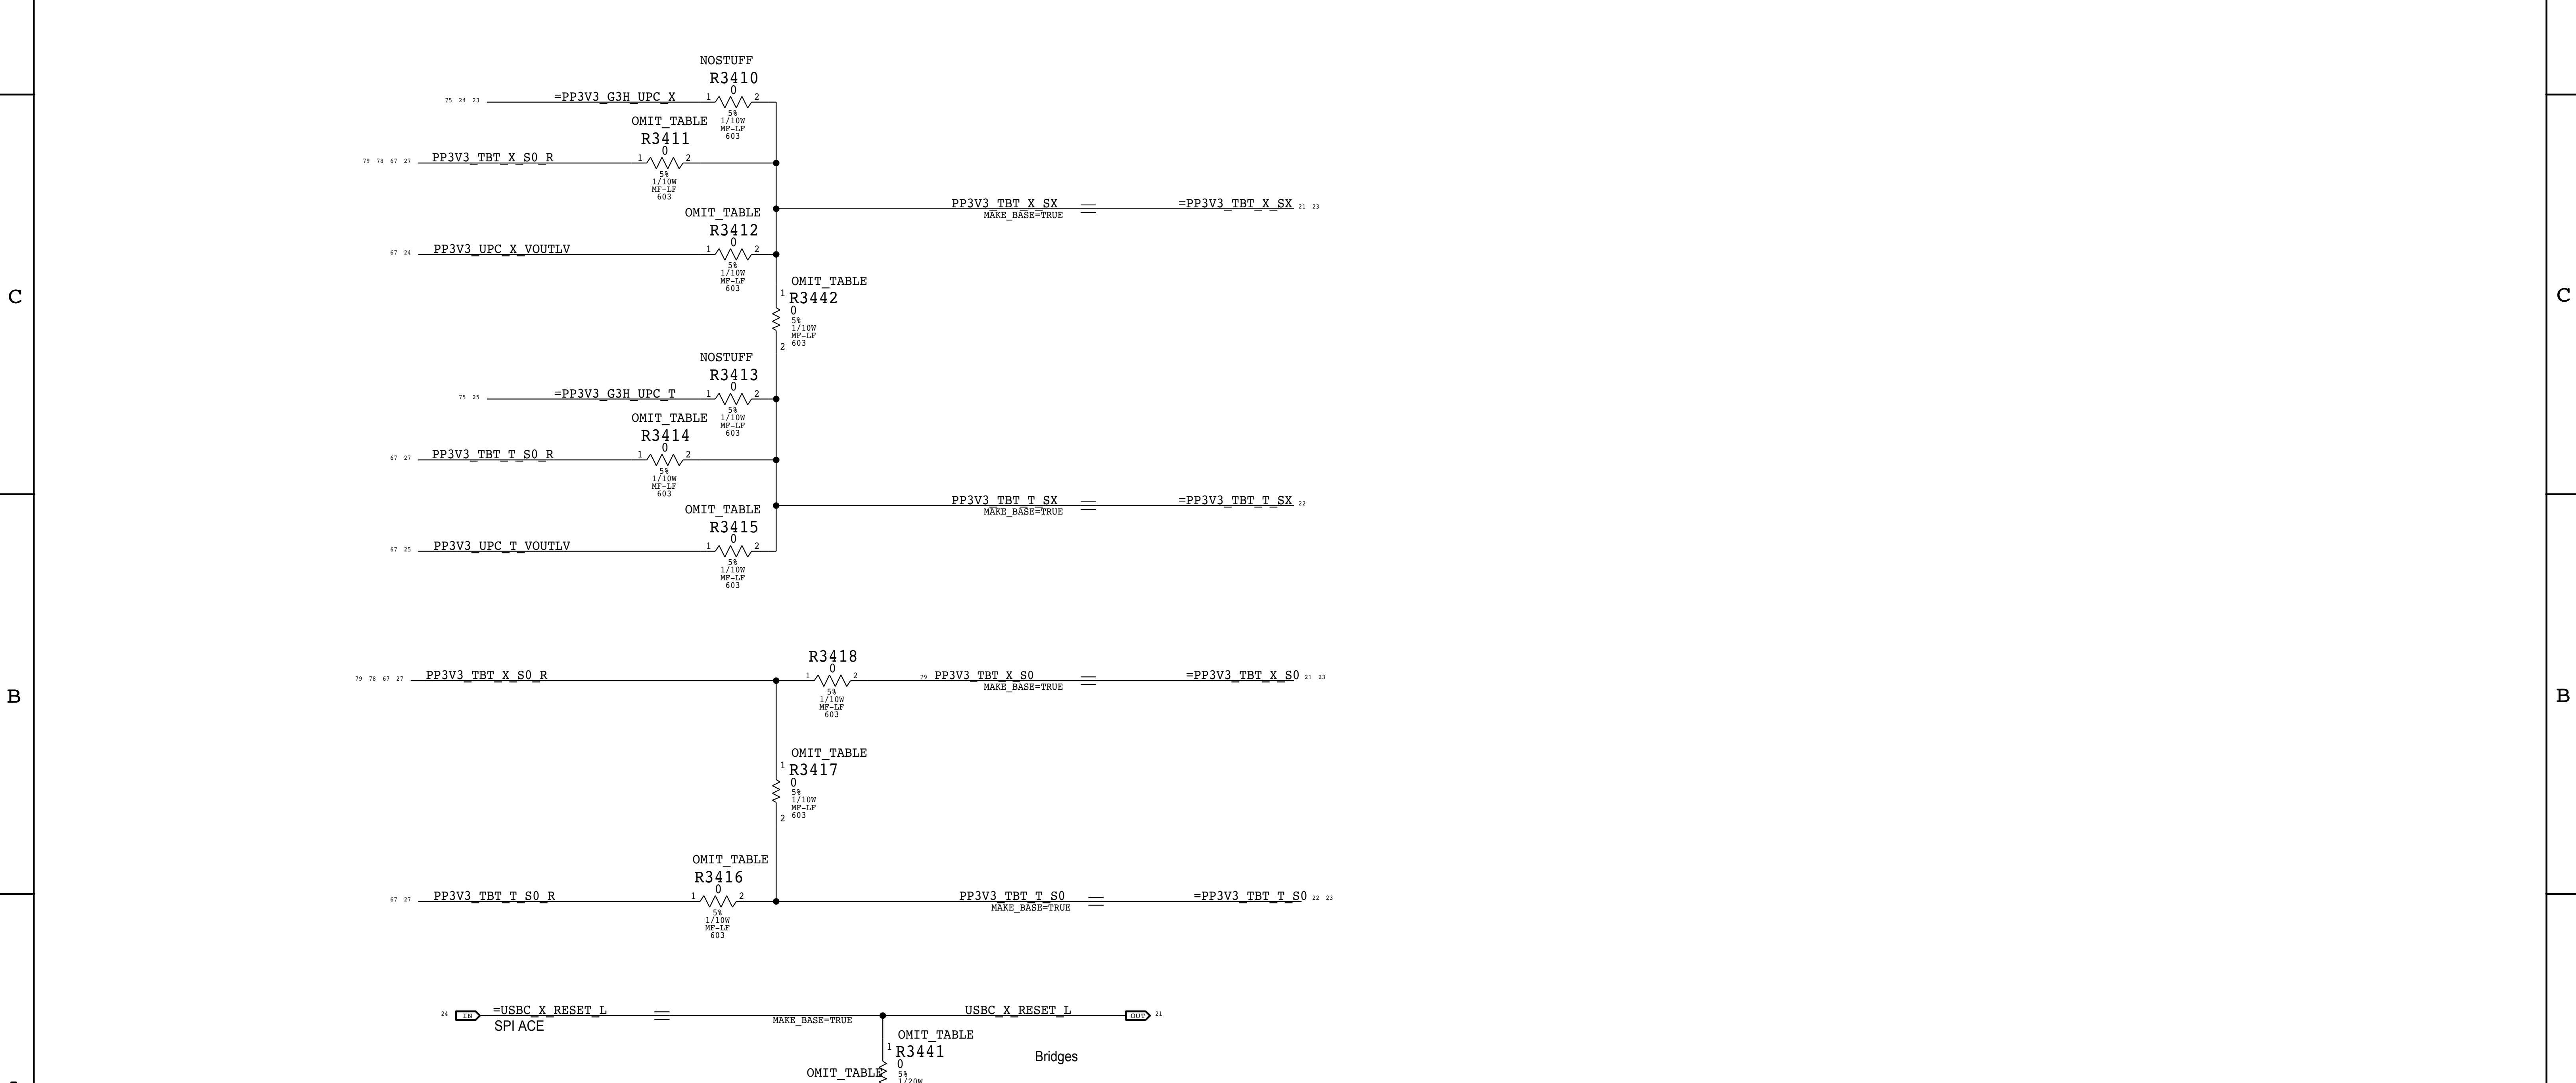 NOSTUFF
R3410
0
75 24 23 =PP3V3_G3H_UPC_X 1 2
5%
1/10W
MF-LF
603
OMIT_TABLE
R3411
0
79 78 67 27 PP3V3_TBT_X_S0_R 1 2
5%
1/10W
MF-LF
603
PP3V3_TBT_X_SX =PP3V3_TBT_X_SX 21 23
MAKE_BASE=TRUE
OMIT_TABLE
R3412
0
67 24 PP3V3_UPC_X_VOUTLV 1 2
5%
1/10W
MF-LF
603
OMIT_TABLE
1 R3442
0
5%
1/10W
MF-LF
603
2
C
C
NOSTUFF
R3413
0
75 25 =PP3V3_G3H_UPC_T 1 2
5%
1/10W
MF-LF
603
OMIT_TABLE
R3414
0
67 27 PP3V3_TBT_T_S0_R 1 2
5%
1/10W
MF-LF
603
PP3V3_TBT_T_SX =PP3V3_TBT_T_SX 22
MAKE_BASE=TRUE
OMIT_TABLE
R3415
0
67 25 PP3V3_UPC_T_VOUTLV 1 2
5%
1/10W
MF-LF
603
R3418
0
79 78 67 27 PP3V3_TBT_X_S0_R 1 2 79 PP3V3_TBT_X_S0 =PP3V3_TBT_X_S0 21 23
MAKE_BASE=TRUE
5%
1/10W
MF-LF
603
B
B
OMIT_TABLE
1 R3417
0
5%
1/10W
MF-LF
603
2
OMIT_TABLE
R3416
0
67 27 PP3V3_TBT_T_S0_R 1 2 PP3V3_TBT_T_S0 =PP3V3_TBT_T_S0 22 23
MAKE_BASE=TRUE
5%
1/10W
MF-LF
603
24 IN =USBC_X_RESET_L USBC_X_RESET_L OUT 21
MAKE_BASE=TRUE
SPI ACE
OMIT_TABLE
1 R3441
0
5%
1/20W
Bridges
OMIT_TABLE